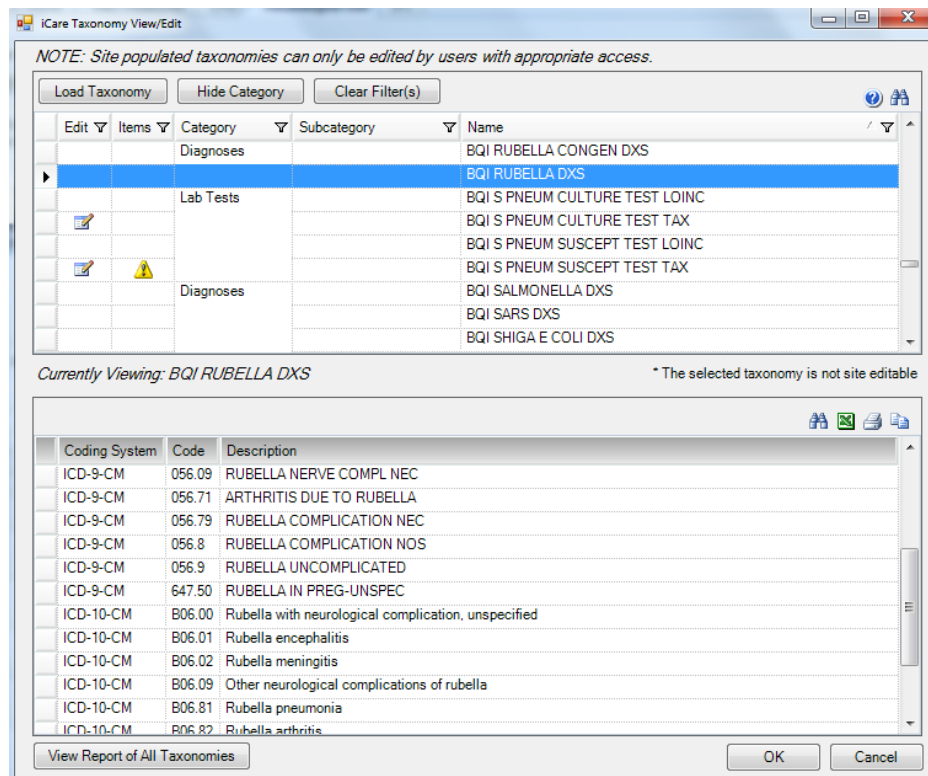 iCare Taxonomy View/Edit
NOTE: Site populated taxonomies can only be edited by users with appropriate access.
Load Taxonomy Hide Category Clear Filter(s)
Edit Items Category Subcategory Name
Diagnoses BQI RUBELLA CONGEN DXS
BQI RUBELLA DXS
Lab Tests BQI S PNEUM CULTURE TEST LOINC
BQI S PNEUM CULTURE TEST TAX
BQI S PNEUM SUSCEPT TEST LOINC
BQI S PNEUM SUSCEPT TEST TAX
Diagnoses BQI SALMONELLA DXS
BQI SARS DXS
BQI SHIGA E COLI DXS
Currently Viewing: BQI RUBELLA DXS * The selected taxonomy is not site editable
Coding System Code Description
ICD-9-CM 056.09 RUBELLA NERVE COMPL NEC
ICD-9-CM 056.71 ARTHRITIS DUE TO RUBELLA
ICD-9-CM 056.79 RUBELLA COMPLICATION NEC
ICD-9-CM 056.8 RUBELLA COMPLICATION NOS
ICD-9-CM 056.9 RUBELLA UNCOMPLICATED
ICD-9-CM 647.50 RUBELLA IN PREG-UNSPEC
ICD-10-CM B06.00 Rubella with neurological complication, unspecified
ICD-10-CM B06.01 Rubella encephalitis
ICD-10-CM B06.02 Rubella meningitis
ICD-10-CM B06.09 Other neurological complications of rubella
ICD-10-CM B06.81 Rubella pneumonia
ICD-10-CM B06.82 Rubella arthritis
View Report of All Taxonomies OK Cancel